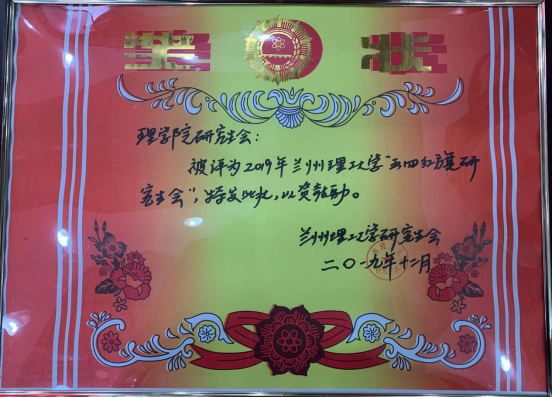 奖 状
理学院研究生会：
被评为2019年兰州理工大学"五四红旗研
究生会"，特发此状，以资鼓励。
兰州理工大学研究生会
二〇一九年十二月